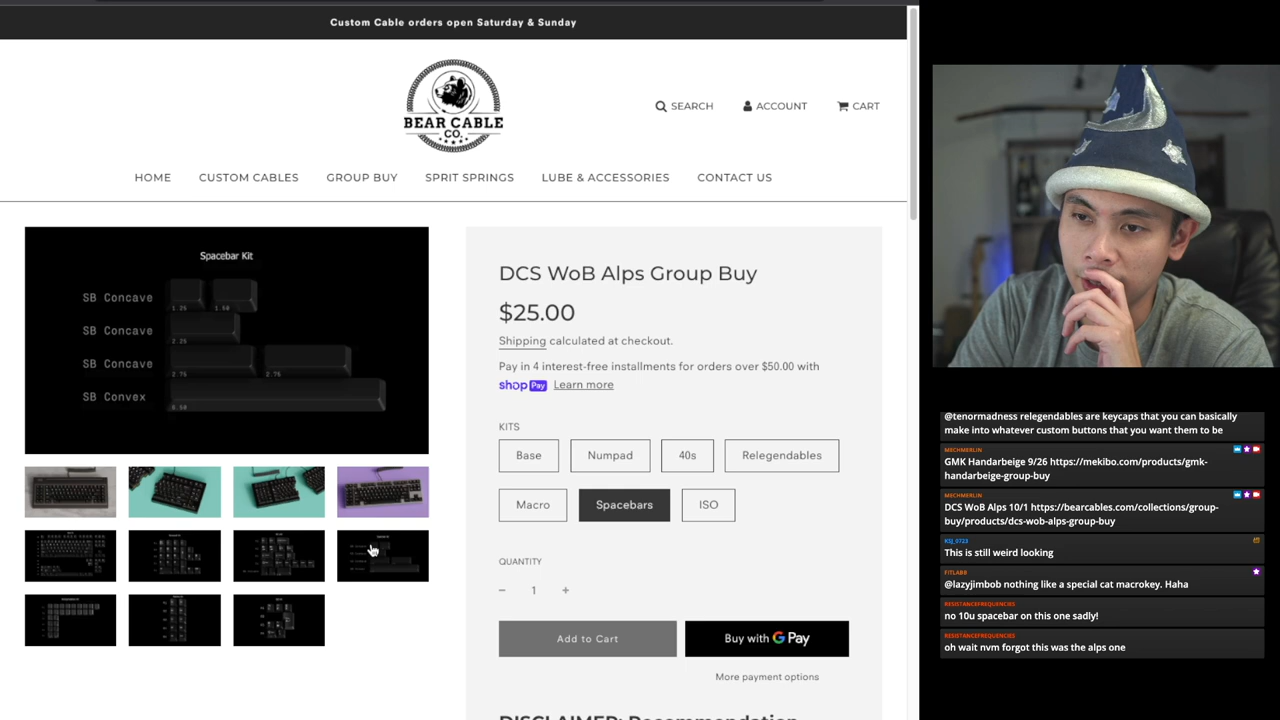 Custom Cable orders open Saturday & Sunday
BEAR CABLE
CO.
SEARCH
ACCOUNT
CART
HOME
CUSTOM CABLES
GROUP BUY
SPRIT SPRINGS
LUBE & ACCESSORIES
CONTACT US
Spacebar Kit
SB Concave
1.25
1.50
SB Concave
2.25
SB Concave
2.75
2.75
SB Convex
6.50
DCS WoB Alps Group Buy
$25.00
Shipping calculated at checkout.
Pay in 4 interest-free installments for orders over $50.00 with
shop Pay Learn more
KITS
Base
Numpad
40s
Relegendables
Macro
Spacebars
ISO
QUANTITY
− 1 +
Add to Cart
Buy with G Pay
More payment options
DISCLAIMER: Recommendation
@tenormadness relegendables are keycaps that you can basically
make into whatever custom buttons that you want them to be
MECHMERLIN
GMK Handarbeige 9/26 https://mekibo.com/products/gmk-
handarbeige-group-buy
MECHMERLIN
DCS WoB Alps 10/1 https://bearcables.com/collections/group-
buy/products/dcs-wob-alps-group-buy
KSJ_0723
This is still weird looking
FITLAB8
@lazyjimbob nothing like a special cat macrokey. Haha
RESISTANCEFREQUENCIES
no 10u spacebar on this one sadly!
RESISTANCEFREQUENCIES
oh wait nvm forgot this was the alps one